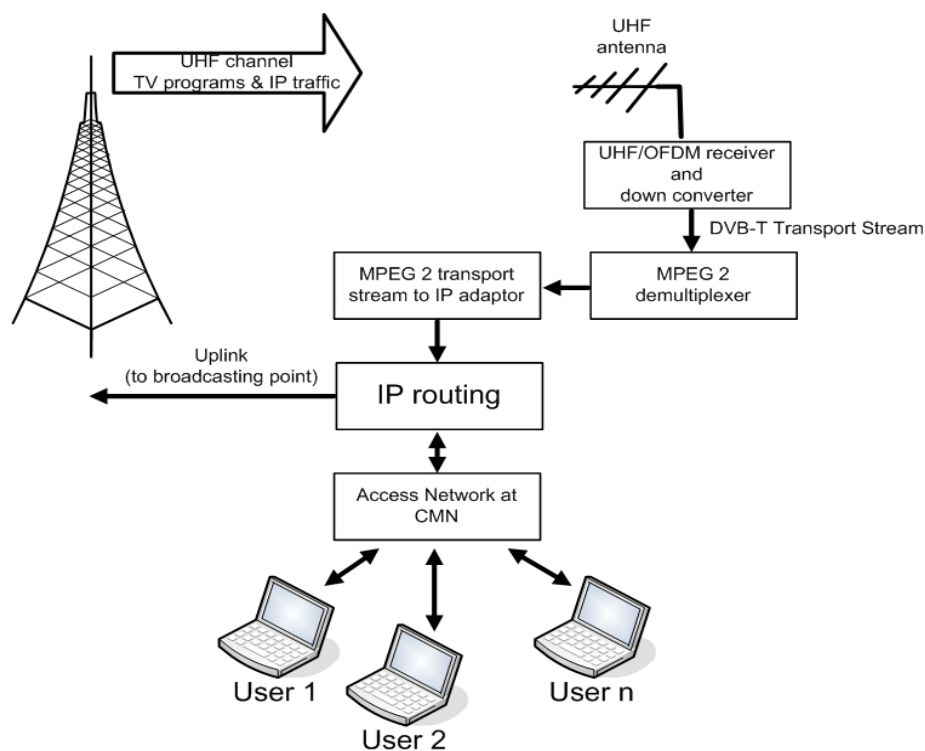 UHF channel
TV programs & IP traffic
UHF
antenna
UHF/OFDM receiver
and
down converter
DVB-T Transport Stream
MPEG 2
demultiplexer
MPEG 2 transport
stream to IP adaptor
Uplink
(to broadcasting point)
IP routing
Access Network at
CMN
User 1
User 2
User n